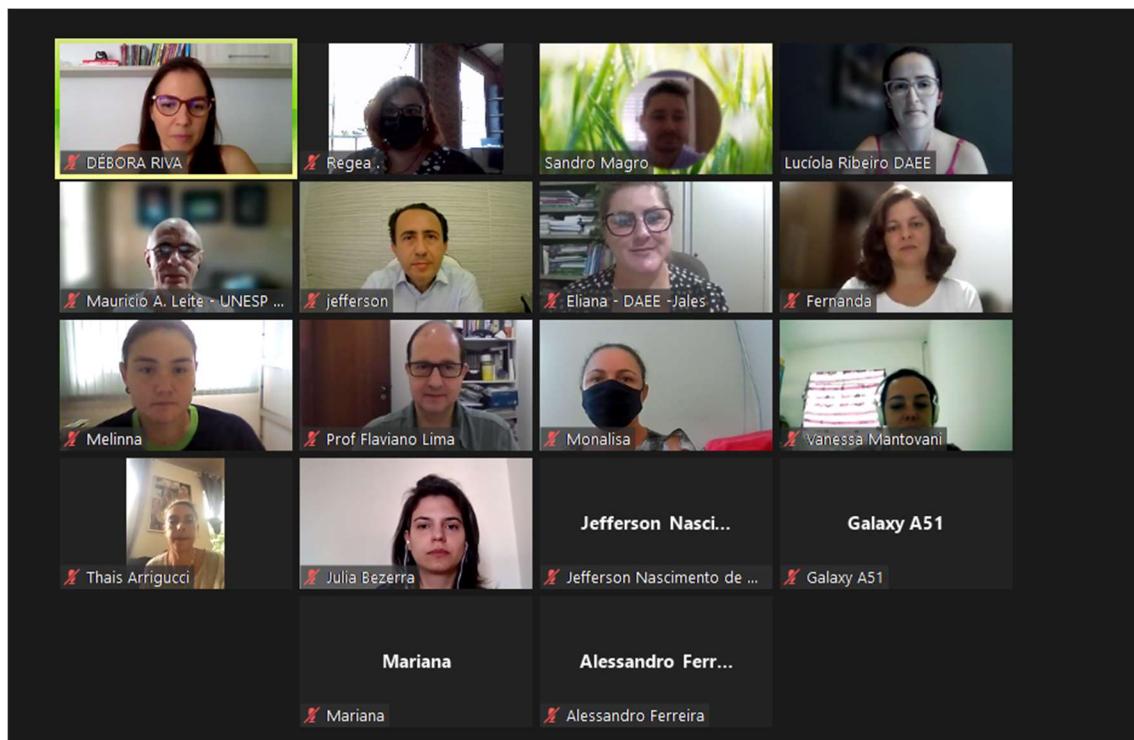 DÉBORA RIVA
Regea .
Sandro Magro
Lucíola Ribeiro DAEE
Mauricio A. Leite - UNESP ...
jefferson
Eliana - DAEE -Jales
Fernanda
Melinna
Prof Flaviano Lima
Monalisa
Vanessa Mantovani
Thais Arrigucci
Julia Bezerra
Jefferson Nasci...
Jefferson Nascimento de ...
Galaxy A51
Galaxy A51
Mariana
Mariana
Alessandro Ferr...
Alessandro Ferreira